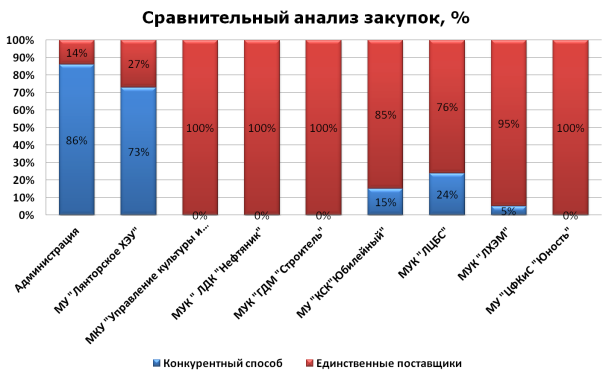 Сравнительный анализ закупок, %
100%
90%
80%
70%
60%
50%
40%
30%
20%
10%
0%
14%
27%
100%
100%
100%
85%
76%
95%
100%
86%
73%
0%
0%
0%
15%
24%
5%
0%
Администрация
МУ "Лянторское ХЭУ"
МКУ "Управление культуры и...
МУК " ЛДК "Нефтяник"
МУК "ГДМ "Строитель"
МУ "КСК"Юбилейный"
МУК "ЛЦБС"
МУК "ЛХЭМ"
МУ "ЦФКиС "Юность"
Конкурентный способ
Единственные поставщики